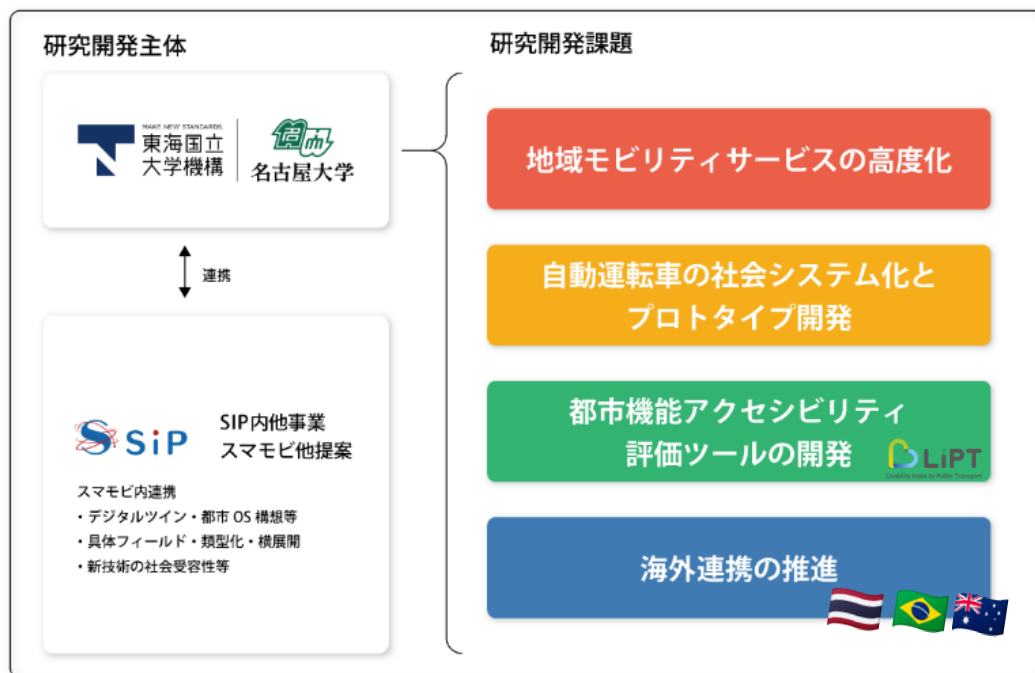 研究開発主体
MAKE NEW STANDARDS.
東海国立
大学機構
名古屋大学
連携
SiP
SIP内他事業
スマモビ他提案
スマモビ内連携
・デジタルツイン・都市OS構想等
・具体フィールド・類型化・横展開
・新技術の社会受容性等
研究開発課題
地域モビリティサービスの高度化
自動運転車の社会システム化と
プロトタイプ開発
都市機能アクセシビリティ
評価ツールの開発
LiPT
Livability Index by Public Transport
海外連携の推進